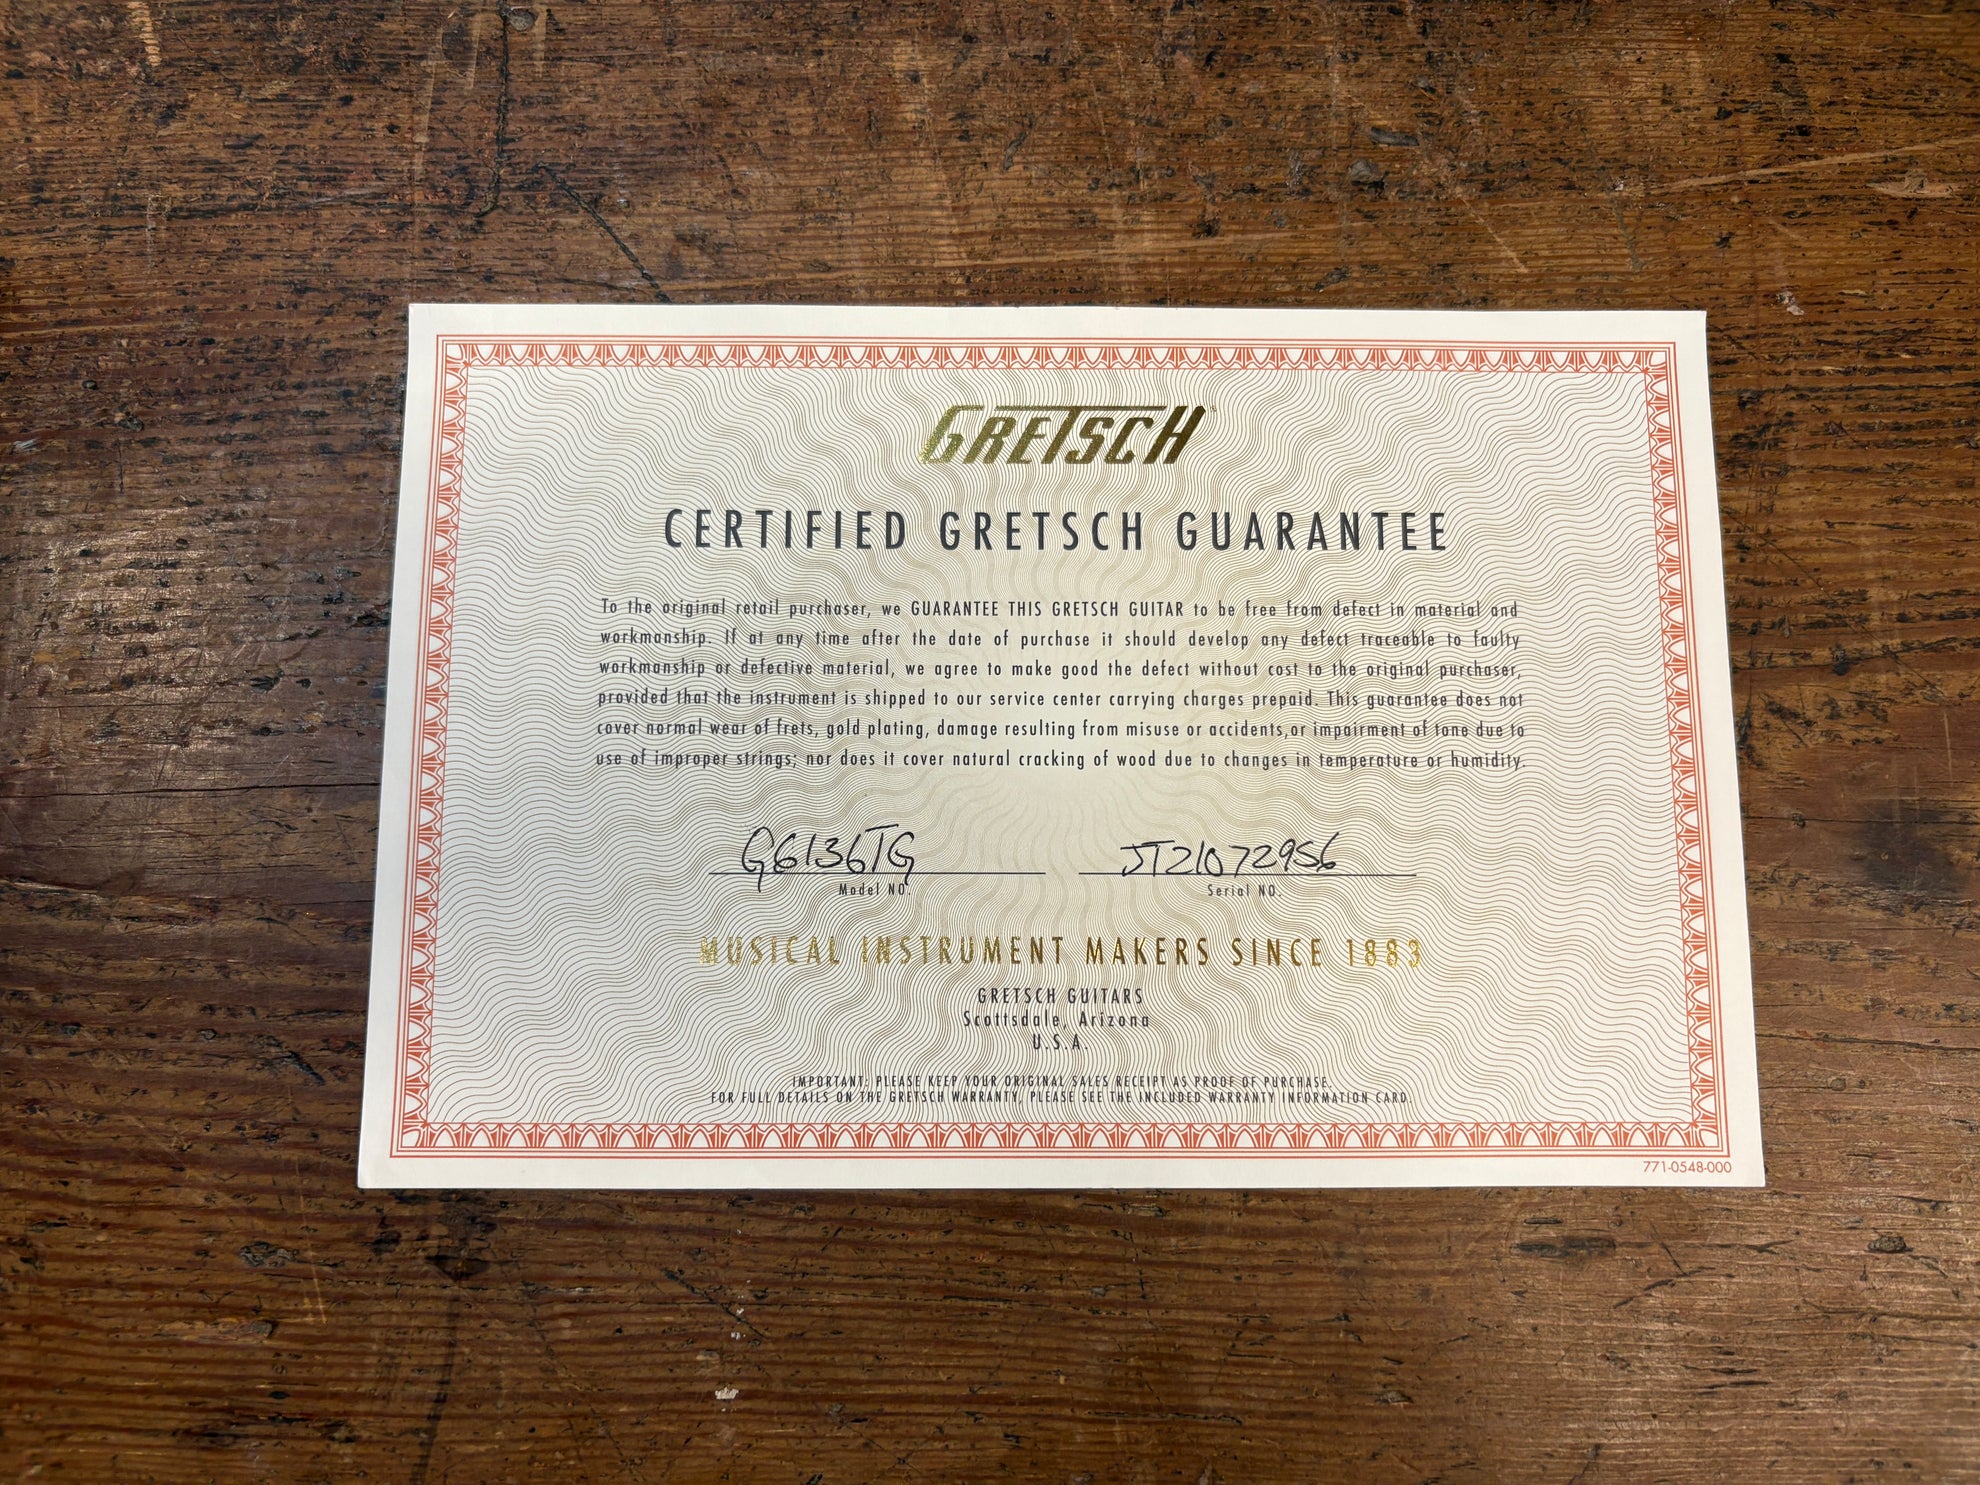 GRETSCH
CERTIFIED GRETSCH GUARANTEE
To the original retail purchaser, we GUARANTEE THIS GRETSCH GUITAR to be free from defect in material and
workmanship. If at any time after the date of purchase it should develop any defect traceable to faulty
workmanship or defective material, we agree to make good the defect without cost to the original purchaser,
provided that the instrument is shipped to our service center carrying charges prepaid. This guarantee does not
cover normal wear of frets, gold plating, damage resulting from misuse or accidents,or impairment of tone due to
use of improper strings; nor does it cover natural cracking of wood due to changes in temperature or humidity.
G6136TG JT21072956
Model NO. Serial NO.
MUSICAL INSTRUMENT MAKERS SINCE 1883
GRETSCH GUITARS
Scottsdale, Arizona
U.S.A.
IMPORTANT: PLEASE KEEP YOUR ORIGINAL SALES RECEIPT AS PROOF OF PURCHASE.
FOR FULL DETAILS ON THE GRETSCH WARRANTY, PLEASE SEE THE INCLUDED WARRANTY INFORMATION CARD.
771-0548-000